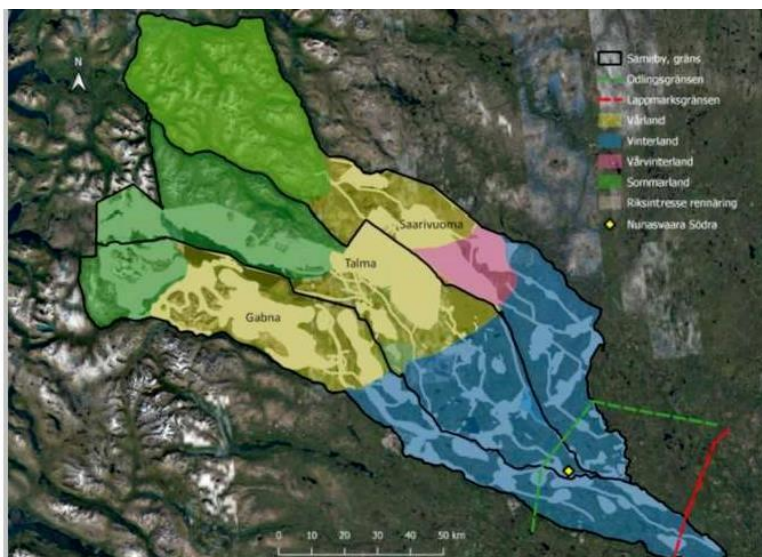 N
Sameby, gräns
Odlingsgränsen
Lappmarksgränsen
Vårland
Vinterland
Vårvinterland
Sommarland
Riksintresse rennäring
Nunasvaara Södra
Saarivuoma
Talma
Gabna
0 10 20 30 40 50 km